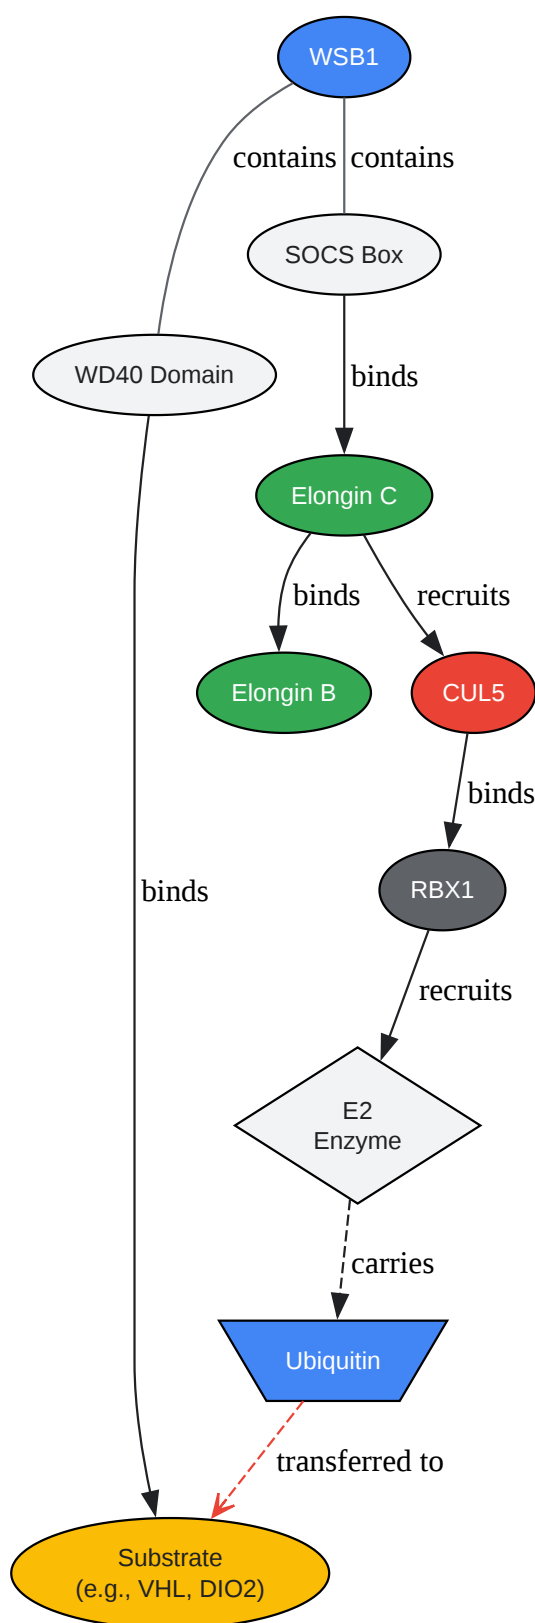 WSB1
contains contains
SOCS Box
WD40 Domain
binds
Elongin C
binds recruits
Elongin B CUL5
binds
binds
RBX1
recruits
E2
Enzyme
carries
Ubiquitin
transferred to
Substrate
(e.g., VHL, DIO2)